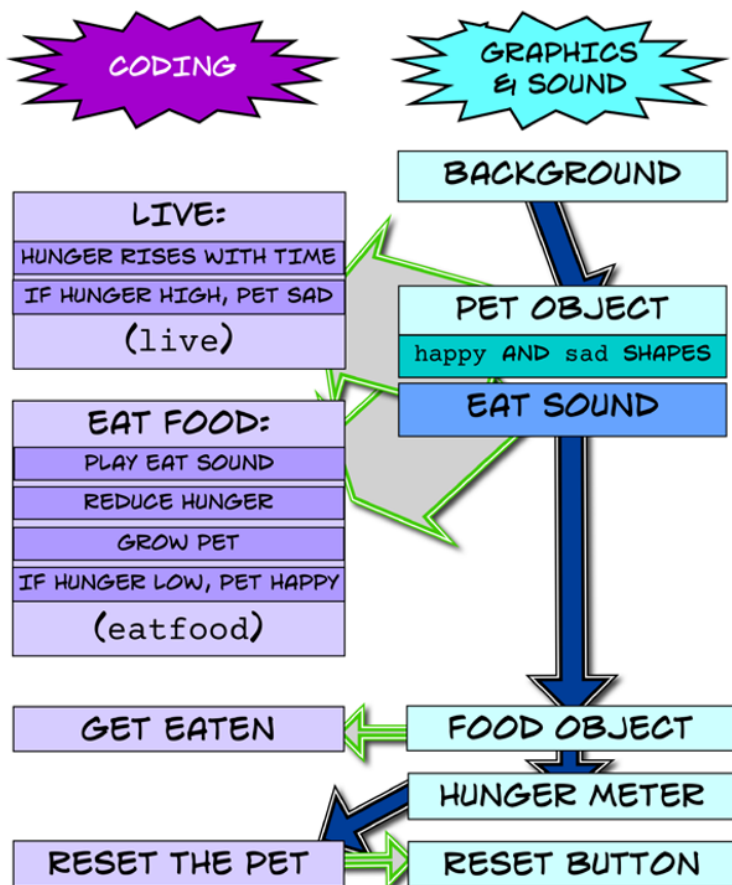 CODING
GRAPHICS
& SOUND
BACKGROUND
LIVE:
HUNGER RISES WITH TIME
IF HUNGER HIGH, PET SAD
(live)
PET OBJECT
happy AND sad SHAPES
EAT SOUND
EAT FOOD:
PLAY EAT SOUND
REDUCE HUNGER
GROW PET
IF HUNGER LOW, PET HAPPY
(eatfood)
GET EATEN
FOOD OBJECT
HUNGER METER
RESET THE PET
RESET BUTTON